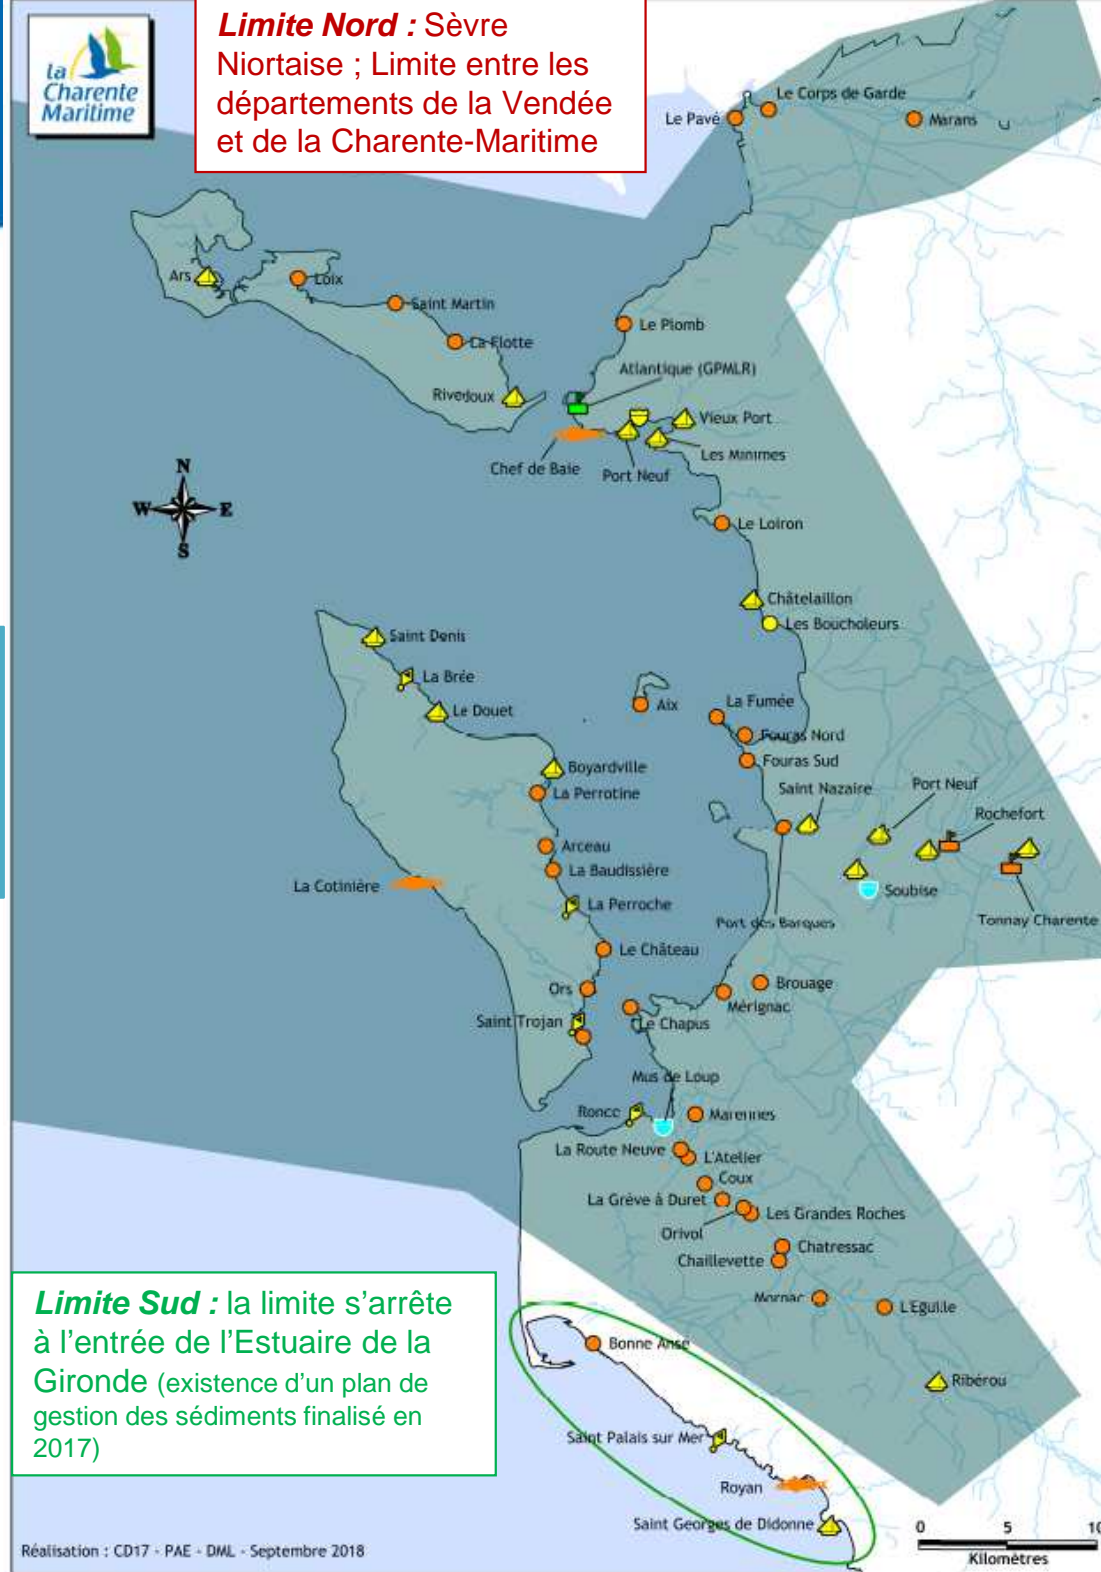 la
Charente
Maritime
Limite Nord : Sèvre
Niortaise ; Limite entre les
départements de la Vendée
et de la Charente-Maritime
Le Corps de Garde
Le Pavé
Marans
Ars
Loix
Saint Martin
La Flotte
Rivedoux
Le Plomb
Atlantique (GPMLR)
Vieux Port
Les Minimes
Chef de Baie
Port Neuf
N
W
E
S
Le Loiron
Châtelaillon
Les Boucholeurs
Saint Denis
La Brée
Le Douet
Aix
La Fumée
Fouras Nord
Fouras Sud
Boyardville
La Perrotine
Saint Nazaire
Port Neuf
Rochefort
Arceau
La Baudissière
La Cotinière
La Perroche
Soubise
Port des Barques
Tonnay Charente
Le Château
Ors
Brouage
Mérignac
Saint Trojan
Le Chapus
Mus de Loup
Ronce
Marennes
La Route Neuve
L'Atelier
Coux
La Grève à Duret
Les Grandes Roches
Orivol
Chatressac
Chaillevette
Mornac
L'Eguille
Limite Sud : la limite s’arrête
à l’entrée de l’Estuaire de la
Gironde (existence d’un plan de
gestion des sédiments finalisé en
2017)
Bonne Anse
Ribérou
Saint Palais sur Mer
Royan
Saint Georges de Didonne
0 5 10
Kilomètres
Réalisation : CD17 - PAE - DML - Septembre 2018